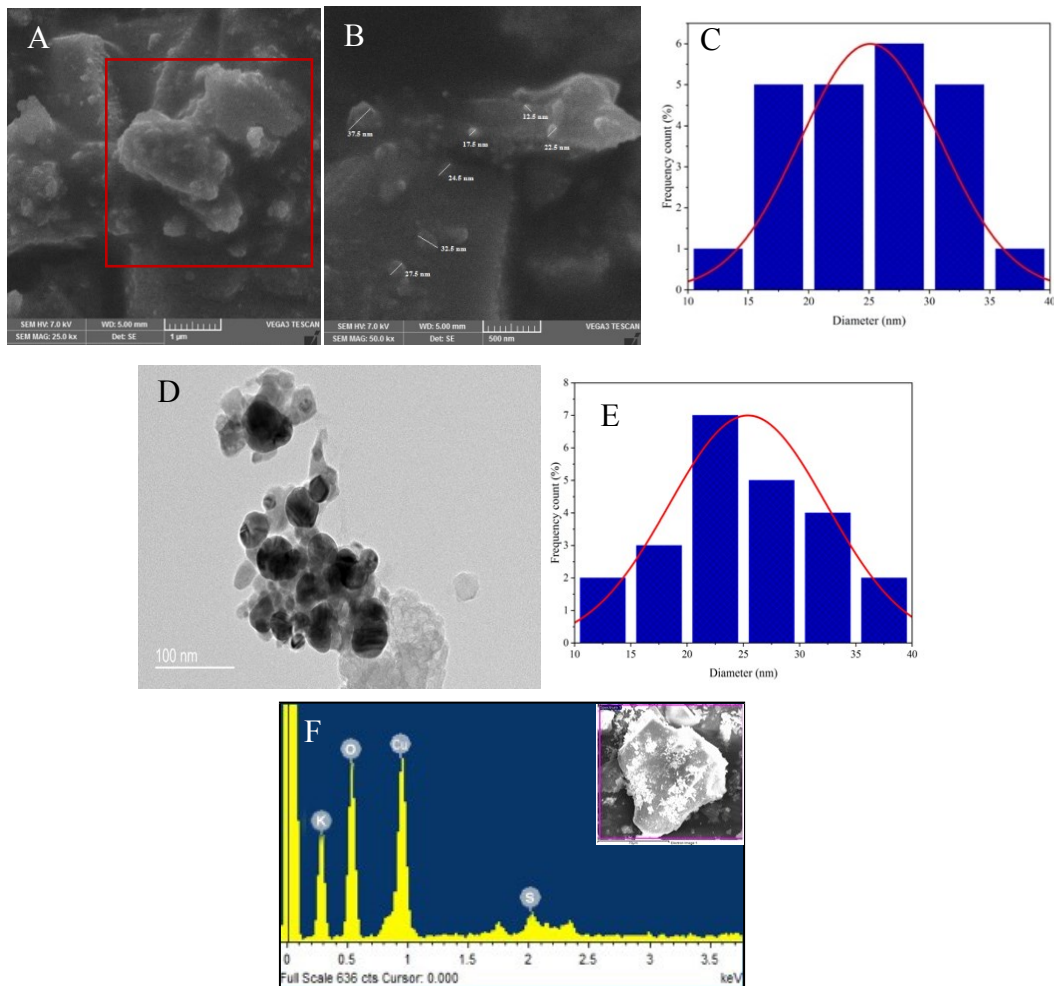 A
SEM HV: 7.0 kV
WD: 5.00 mm
VEGA3 TESCAN
SEM MAG: 25.0 kx
Det: SE
1 µm
B
37.5 nm
12.5 nm
17.5 nm
22.5 nm
24.5 nm
32.5 nm
27.5 nm
SEM HV: 7.0 kV
WD: 5.00 mm
VEGA3 TESCAN
SEM MAG: 50.0 kx
Det: SE
500 nm
C
Frequency count (%)
6
5
4
3
2
1
0
10 15 20 25 30 35 40
Diameter (nm)
D
100 nm
E
Frequency count (%)
8
7
6
5
4
3
2
1
0
10 15 20 25 30 35 40
Diameter (nm)
F
K
O
Cu
S
0 0.5 1 1.5 2 2.5 3 3.5
Full Scale 636 cts Cursor: 0.000
keV